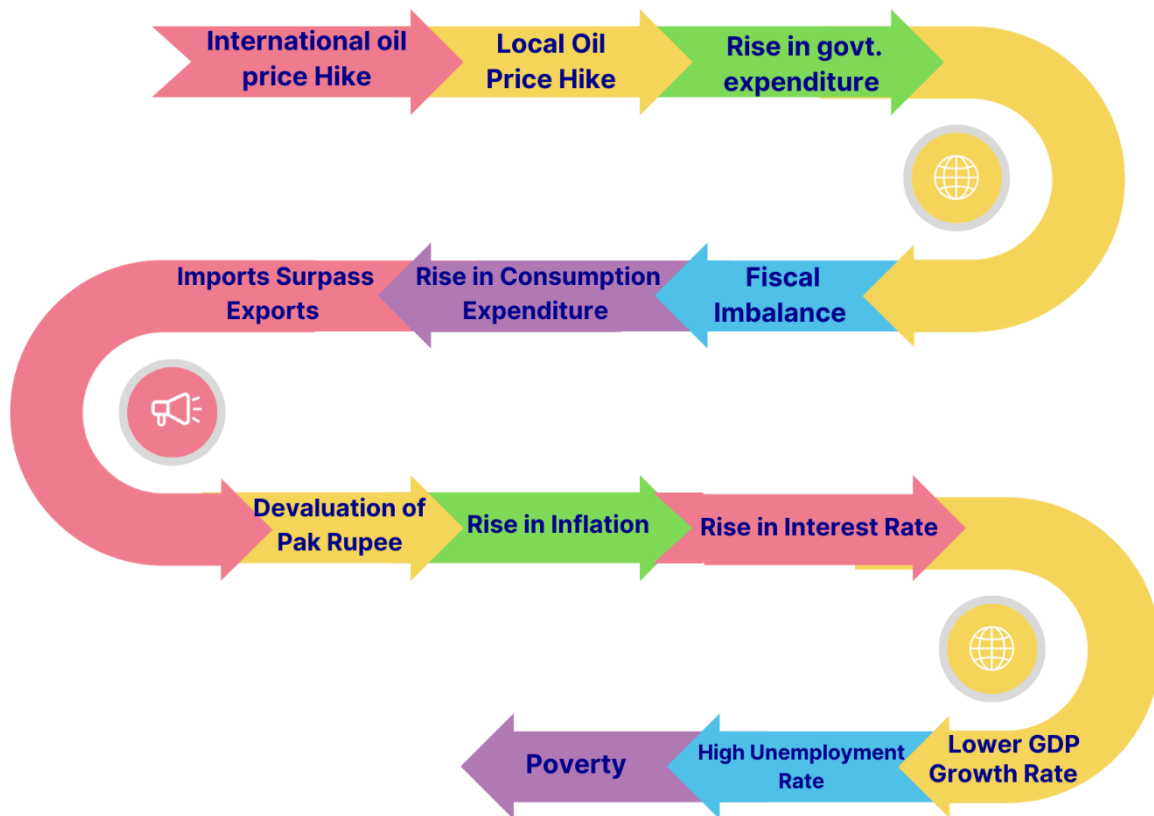 International oil
price Hike
Local Oil
Price Hike
Rise in govt.
expenditure
Fiscal
Imbalance
Rise in Consumption
Expenditure
Imports Surpass
Exports
Devaluation of
Pak Rupee
Rise in Inflation
Rise in Interest Rate
Lower GDP
Growth Rate
High Unemployment
Rate
Poverty